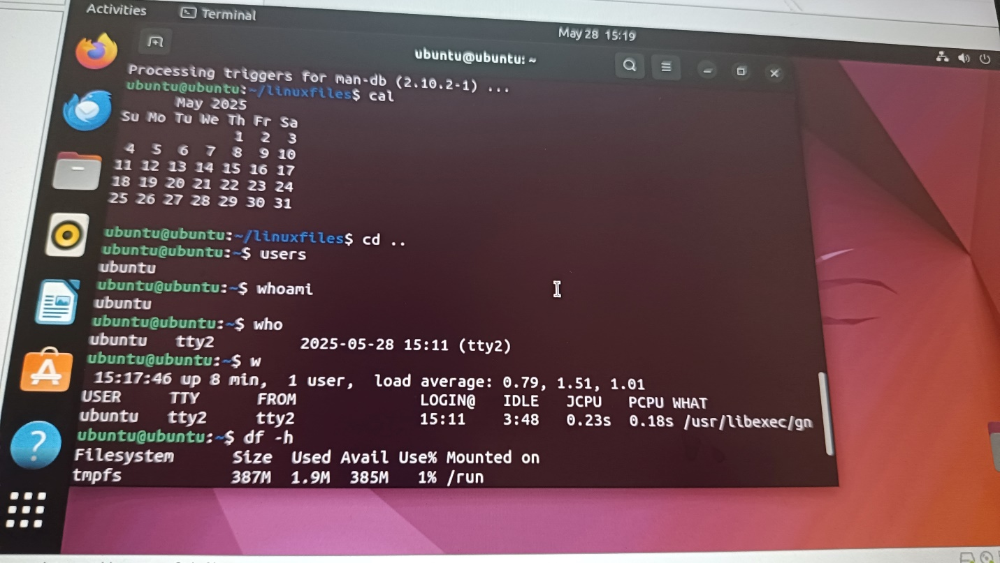 Activities Terminal
May 28 15:19
ubuntu@ubuntu: ~
Processing triggers for man-db (2.10.2-1) ...
ubuntu@ubuntu:~/linuxfiles$ cal
May 2025
Su Mo Tu We Th Fr Sa
1 2 3
4 5 6 7 8 9 10
11 12 13 14 15 16 17
18 19 20 21 22 23 24
25 26 27 28 29 30 31
ubuntu@ubuntu:~/linuxfiles$ cd ..
ubuntu@ubuntu:~$ users
ubuntu
ubuntu@ubuntu:~$ whoami
ubuntu
ubuntu@ubuntu:~$ who
ubuntu tty2 2025-05-28 15:11 (tty2)
ubuntu@ubuntu:~$ w
15:17:46 up 8 min, 1 user, load average: 0.79, 1.51, 1.01
USER TTY FROM LOGIN@ IDLE JCPU PCPU WHAT
ubuntu tty2 tty2 15:11 3:48 0.23s 0.18s /usr/libexec/gn
ubuntu@ubuntu:~$ df -h
Filesystem Size Used Avail Use% Mounted on
tmpfs 387M 1.9M 385M 1% /run